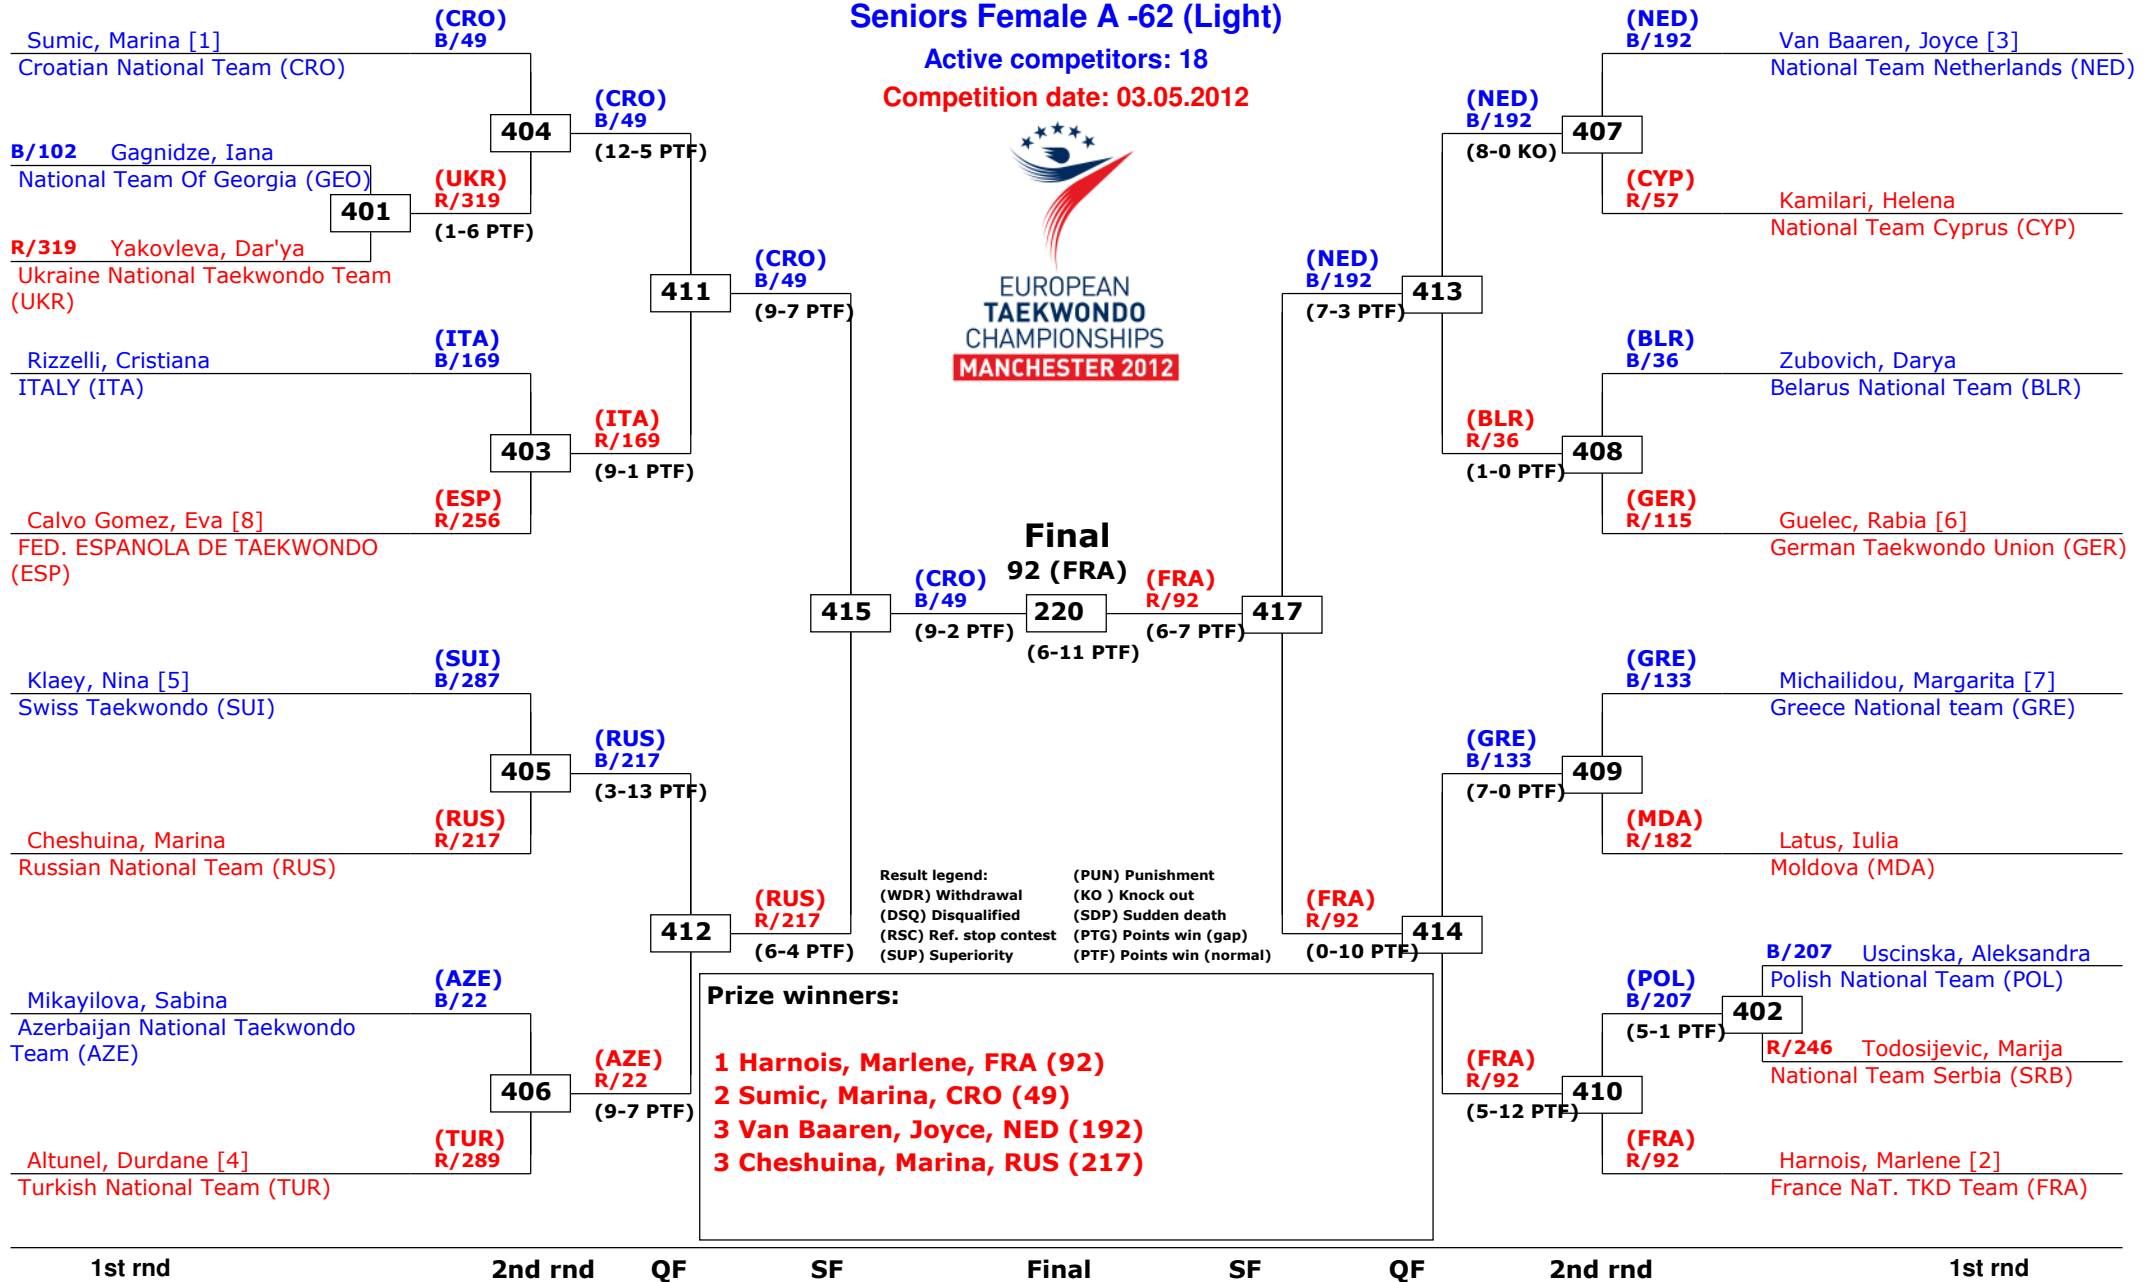 Seniors Female A -62 (Light)
Active competitors: 18
Competition date: 03.05.2012
EUROPEAN
TAEKWONDO
CHAMPIONSHIPS
MANCHESTER 2012
(CRO)
B/49
Sumic, Marina [1]
Croatian National Team (CRO)
404
(CRO)
B/49
(12-5 PTF)
B/102 Gagnidze, Iana
National Team Of Georgia (GEO)
401
(UKR)
R/319
(1-6 PTF)
R/319 Yakovleva, Dar'ya
Ukraine National Taekwondo Team
(UKR)
411
(CRO)
B/49
(9-7 PTF)
(ITA)
B/169
Rizzelli, Cristiana
ITALY (ITA)
403
(ITA)
R/169
(9-1 PTF)
(ESP)
R/256
Calvo Gomez, Eva [8]
FED. ESPANOLA DE TAEKWONDO
(ESP)
415
(CRO)
B/49
(9-2 PTF)
(SUI)
B/287
Klaey, Nina [5]
Swiss Taekwondo (SUI)
405
(RUS)
B/217
(3-13 PTF)
(RUS)
R/217
Cheshuina, Marina
Russian National Team (RUS)
412
(RUS)
R/217
(6-4 PTF)
(AZE)
B/22
Mikayilova, Sabina
Azerbaijan National Taekwondo
Team (AZE)
406
(AZE)
R/22
(9-7 PTF)
(TUR)
R/289
Altunel, Durdane [4]
Turkish National Team (TUR)
Final
92 (FRA)
220
(6-11 PTF)
(FRA)
R/92
(6-7 PTF)
417
(NED)
B/192
Van Baaren, Joyce [3]
National Team Netherlands (NED)
(NED)
B/192
(8-0 KO)
407
(CYP)
R/57
Kamilari, Helena
National Team Cyprus (CYP)
(NED)
B/192
(7-3 PTF)
413
(BLR)
B/36
Zubovich, Darya
Belarus National Team (BLR)
(BLR)
R/36
(1-0 PTF)
408
(GER)
R/115
Guelec, Rabia [6]
German Taekwondo Union (GER)
(GRE)
B/133
Michailidou, Margarita [7]
Greece National team (GRE)
(GRE)
B/133
(7-0 PTF)
409
(MDA)
R/182
Latus, Iulia
Moldova (MDA)
(FRA)
R/92
(0-10 PTF)
414
B/207 Uscinska, Aleksandra
Polish National Team (POL)
(POL)
B/207
(5-1 PTF)
402
R/246 Todosijevic, Marija
National Team Serbia (SRB)
(FRA)
R/92
(5-12 PTF)
410
(FRA)
R/92
Harnois, Marlene [2]
France NaT. TKD Team (FRA)
Result legend:
(WDR) Withdrawal
(DSQ) Disqualified
(RSC) Ref. stop contest
(SUP) Superiority
(PUN) Punishment
(KO ) Knock out
(SDP) Sudden death
(PTG) Points win (gap)
(PTF) Points win (normal)
Prize winners:
1 Harnois, Marlene, FRA (92)
2 Sumic, Marina, CRO (49)
3 Van Baaren, Joyce, NED (192)
3 Cheshuina, Marina, RUS (217)
1st rnd 2nd rnd QF SF Final SF QF 2nd rnd 1st rnd